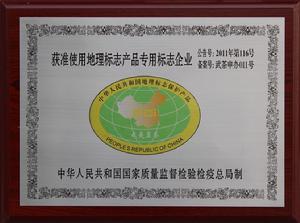 获准使用地理标志产品专用标志企业
公告号：2011年第116号
备案号：武茶申办011号
中华人民共和国地理标志保护产品
PGI
PEOPLE'S REPUBLIC OF CHINA
中华人民共和国国家质量监督检验检疫总局制